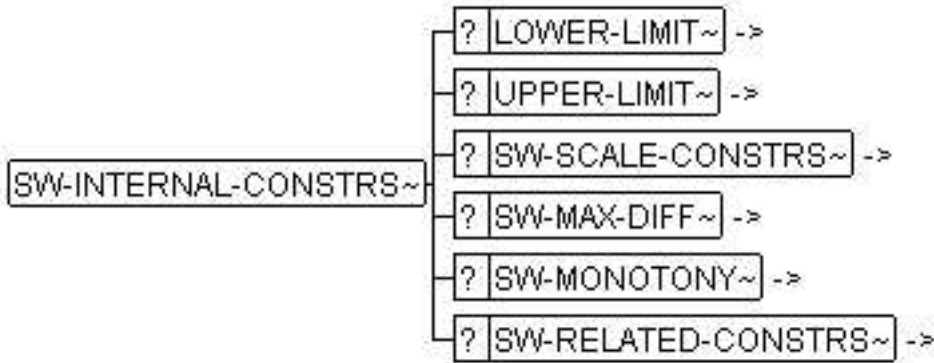 ? LOWER-LIMIT~ ->
? UPPER-LIMIT~ ->
? SW-SCALE-CONSTRS~ ->
SW-INTERNAL-CONSTRS~
? SW-MAX-DIFF~ ->
? SW-MONOTONY~ ->
? SW-RELATED-CONSTRS~ ->